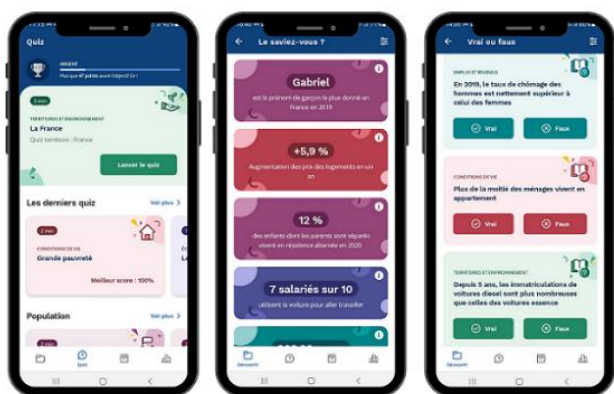 Quiz
ARGENT
Plus que 47 points avant l'objectif Or !
3 min
TERRITOIRES ET ENVIRONNEMENT
La France
Quiz territoire : France
Lancer le quiz
Les derniers quiz
Voir plus >
2 min
CONDITIONS DE VIE
Grande pauvreté
Meilleur score : 100%
Population
Voir plus >
2 min
Quiz
Le saviez-vous ?
Gabriel
est le prénom de garçon le plus donné en
France en 2019
+5,9 %
Augmentation des prix des logements en un
an
12 %
des enfants dont les parents sont séparés
vivent en résidence alternée en 2020
7 salariés sur 10
utilisent la voiture pour aller travailler
Découvrir
Vrai ou faux
EMPLOI ET REVENUS
En 2019, le taux de chômage des
hommes est nettement supérieur à
celui des femmes
Vrai
Faux
CONDITIONS DE VIE
Plus de la moitié des ménages vivent en
appartement
Vrai
Faux
TERRITOIRES ET ENVIRONNEMENT
Depuis 5 ans, les immatriculations de
voitures diesel sont plus nombreuses
que celles des voitures essence
Vrai
Faux
Découvrir